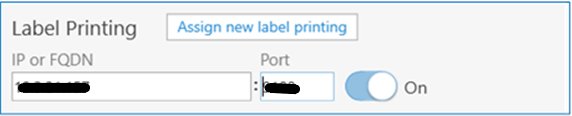 Label Printing Assign new label printing
IP or FQDN Port
: On